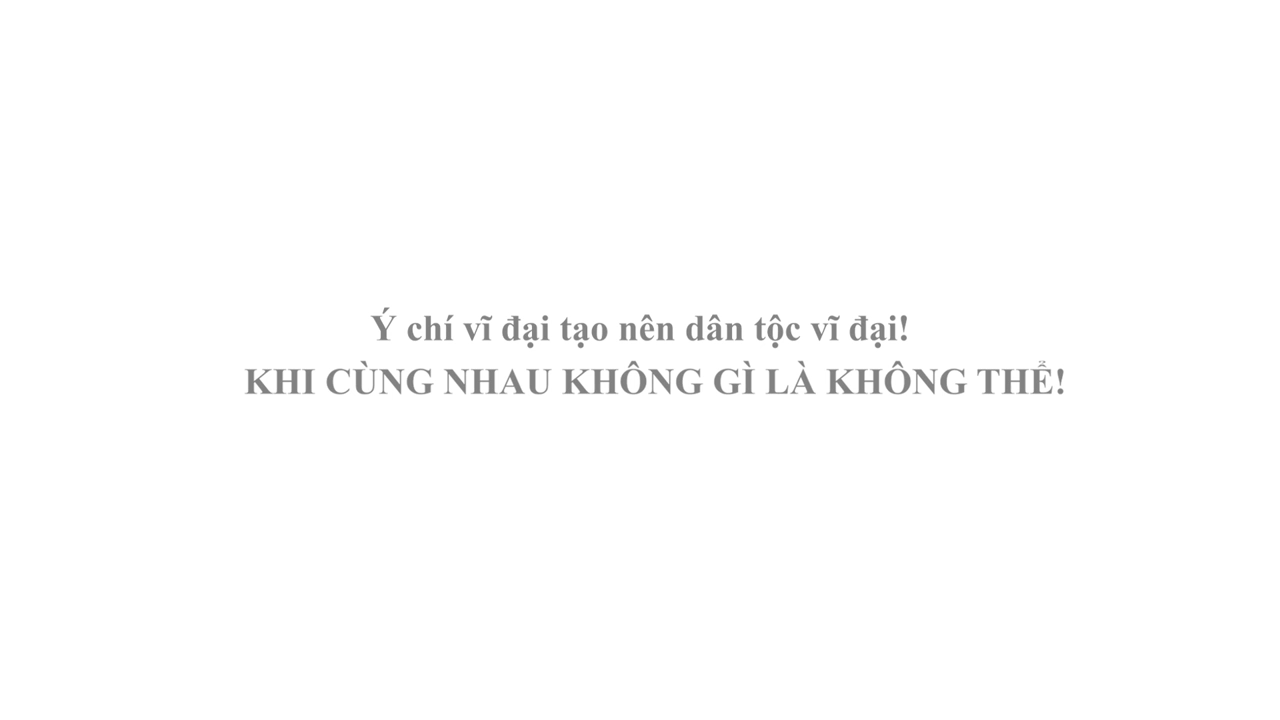 Ý chí vĩ đại tạo nên dân tộc vĩ đại!
KHI CÙNG NHAU KHÔNG GÌ LÀ KHÔNG THỂ!